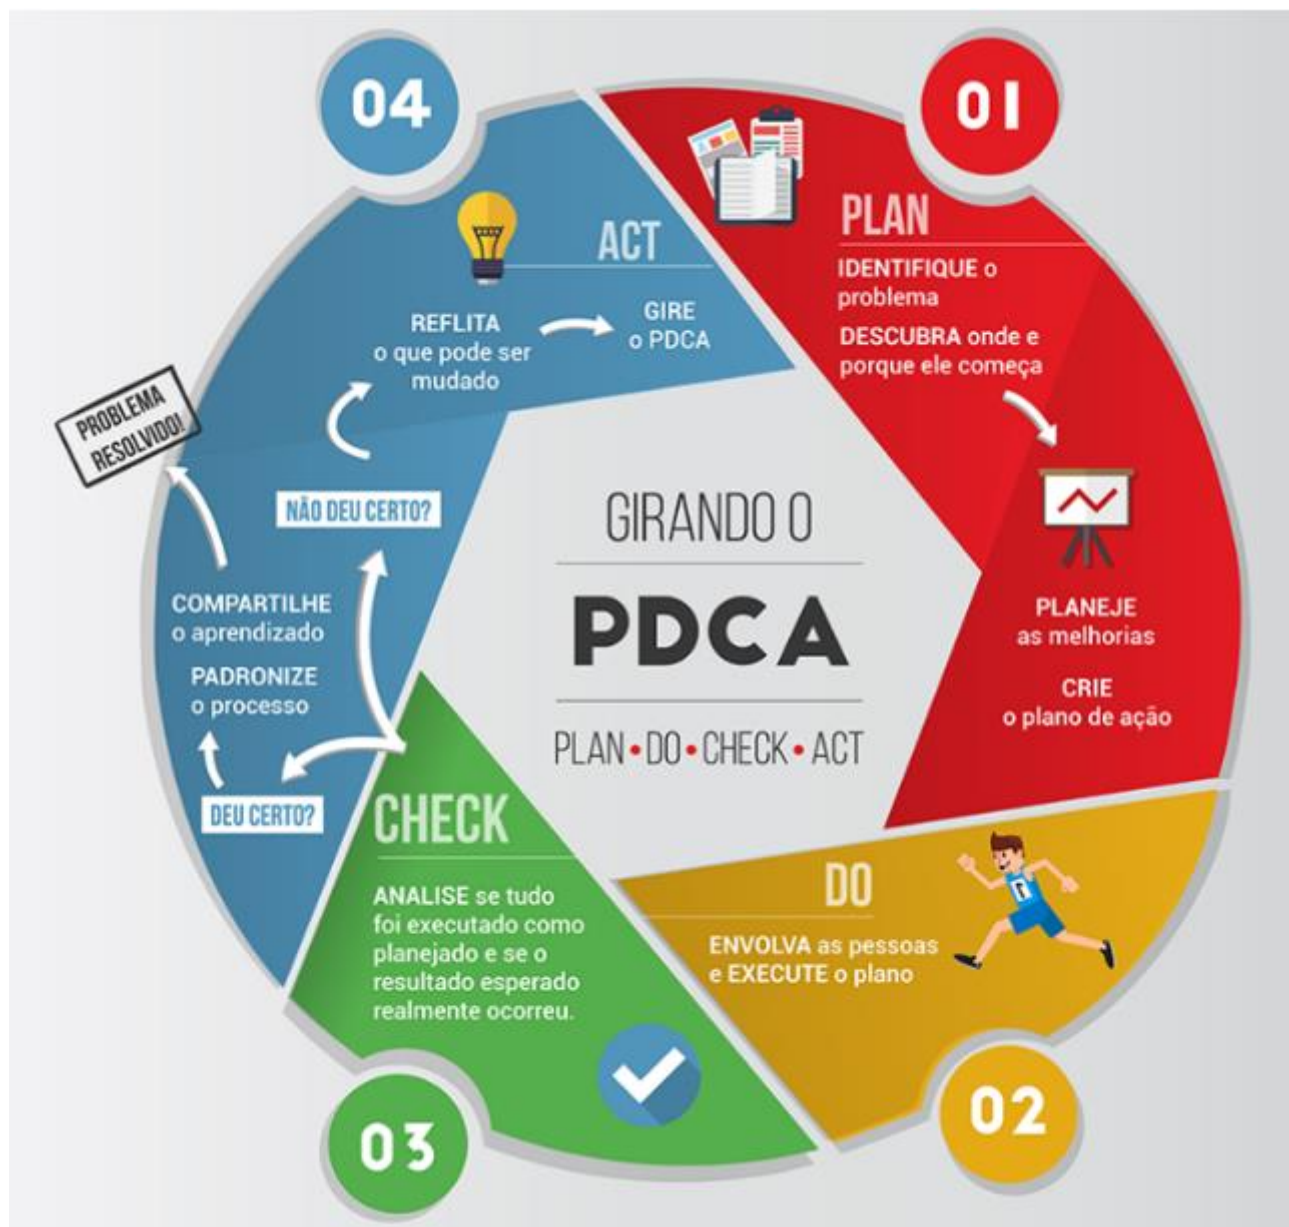 GIRANDO O
PDCA
PLAN • DO • CHECK • ACT
01
PLAN
IDENTIFIQUE o
problema
DESCUBRA onde e
porque ele começa
PLANEJE
as melhorias
CRIE
o plano de ação
02
DO
ENVOLVA as pessoas
e EXECUTE o plano
03
CHECK
ANALISE se tudo
foi executado como
planejado e se o
resultado esperado
realmente ocorreu.
04
ACT
DEU CERTO?
PADRONIZE
o processo
COMPARTILHE
o aprendizado
PROBLEMA
RESOLVIDO!
NÃO DEU CERTO?
REFLITA
o que pode ser
mudado
GIRE
o PDCA